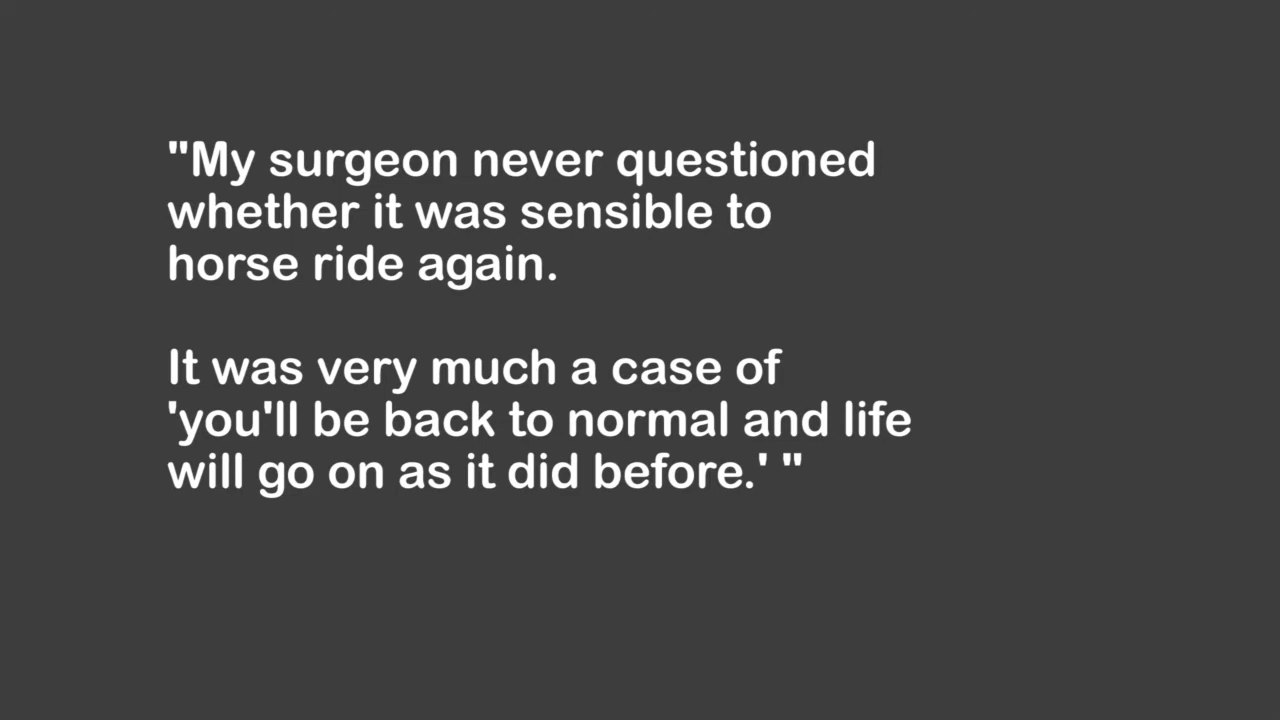 "My surgeon never questioned
whether it was sensible to
horse ride again.
It was very much a case of
'you'll be back to normal and life
will go on as it did before.' "